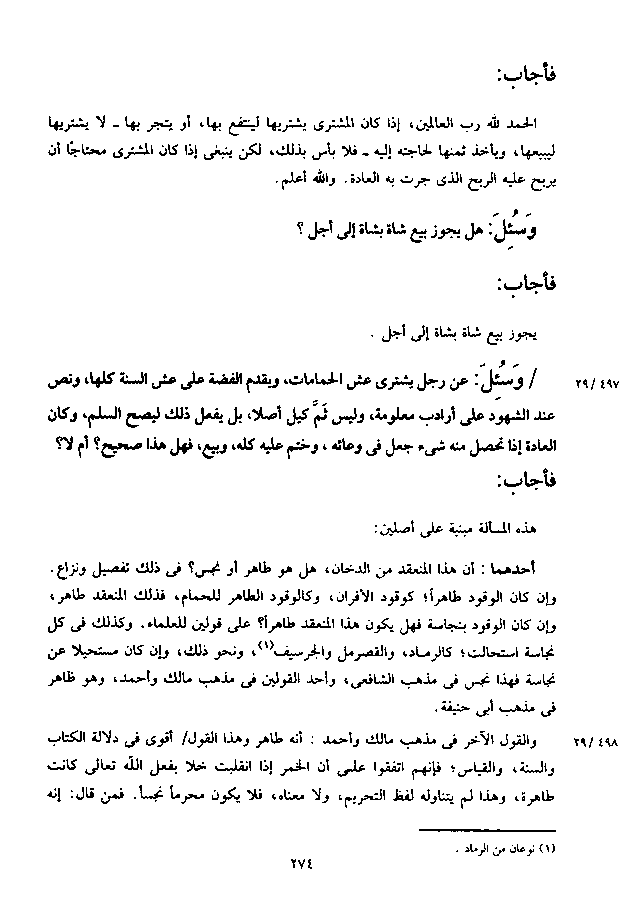 فأجاب:
الحمد لله رب العالمين، إذا كان المشترى يشتريها لينتفع بها، أو يتجر بها ـ لا يشتريها
ليبيعها، ويأخذ ثمنها لحاجته إليه ـ فلا بأس بذلك، لكن ينبغى إذا كان المشترى محتاجًا أن
يربح عليه الربح الذى جرت به العادة. والله أعلم.
وَسُئِلَ: هل يجوز بيع شاة بشاة إلى أجل ؟
فأجاب:
يجوز بيع شاة بشاة إلى أجل .
٢٩/٤٩٧ / وَسُئِلَ: عن رجل يشترى عش الحمامات، ويقدم الفضة على عش السنة كلها، ونص
عند الشهود على أرادب معلومة، وليس ثَمَّ كيل أصلا، بل يفعل ذلك ليصح السلم، وكان
العادة إذا تحصل منه شىء جعل فى وعائه ، وختم عليه كله، وبيع، فهل هذا صحيح؟ أم لا؟
فأجاب:
هذه المسألة مبنية على أصلين:
أحدهما : أن هذا المنعقد من الدخان، هل هو طاهر أو نجس؟ فى ذلك تفصيل ونزاع.
وإن كان الوقود طاهراً؛ كوقود الأفران، وكالوقود الطاهر للحمام، فذلك المنعقد طاهر،
وإن كان الوقود بنجاسة فهل يكون هذا المنعقد طاهراً؟ على قولين للعلماء. وكذلك فى كل
نجاسة استحالت؛ كالرماد، والقصرمل والجرسيف(١)، ونحو ذلك، وإن كان مستحيلا عن
نجاسة فهذا نجس فى مذهب الشافعى، وأحد القولين فى مذهب مالك وأحمد، وهو ظاهر
فى مذهب أبى حنيفة.
٢٩/٤٩٨ والقول الآخر فى مذهب مالك وأحمد : أنه طاهر وهذا القول/ أقوى فى دلالة الكتاب
والسنة، والقياس؛ فإنهم اتفقوا على أن الخمر إذا انقلبت خلا بفعل الله تعالى كانت
طاهرة، وهذا لم يتناوله لفظ التحريم، ولا معناه، فلا يكون محرماً نجساً. فمن قال: إنه
(١) نوعان من الرماد .
٢٧٤